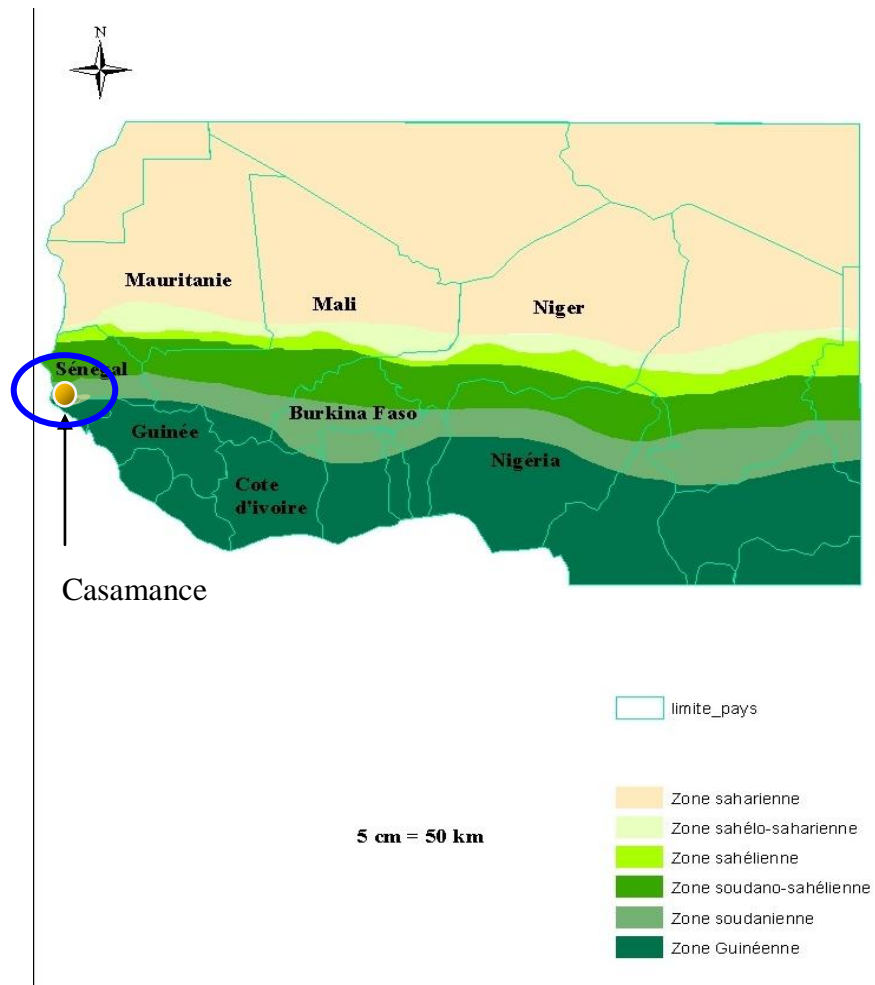 N
Mauritanie
Mali
Niger
Sénégal
Burkina Faso
Guinée
Nigéria
Cote
d'ivoire
Casamance
limite_pays
Zone saharienne
Zone sahélo-saharienne
5 cm = 50 km
Zone sahélienne
Zone soudano-sahélienne
Zone soudanienne
Zone Guinéenne